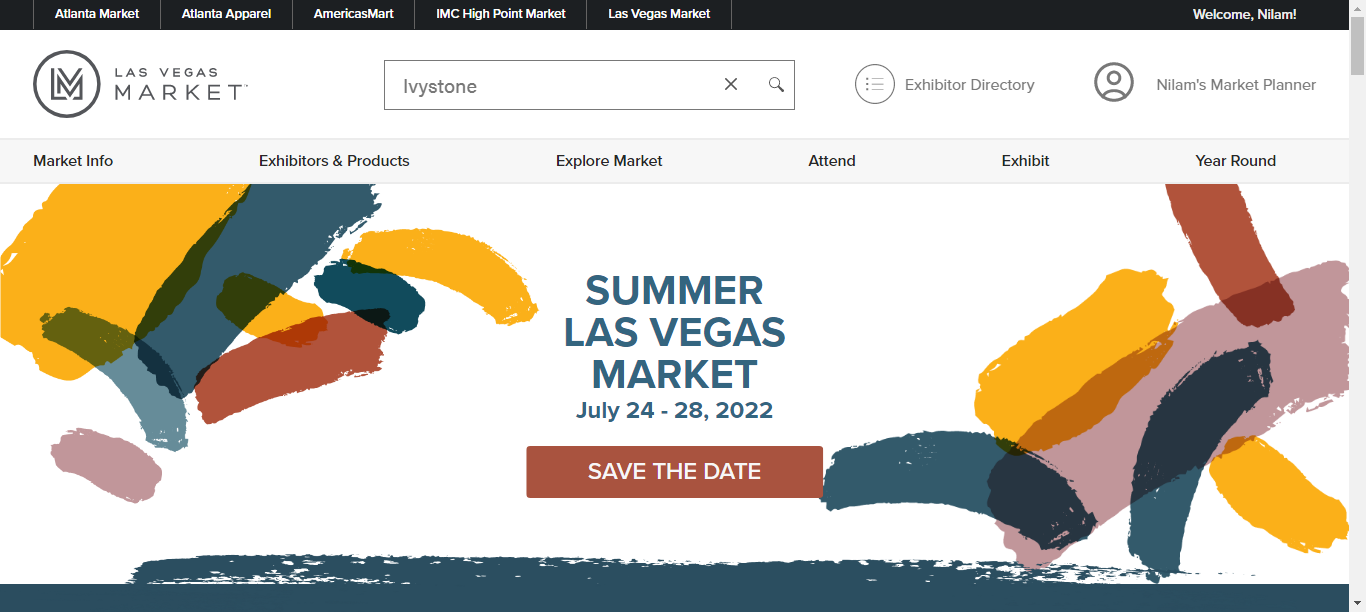 Atlanta Market
Atlanta Apparel
AmericasMart
IMC High Point Market
Las Vegas Market
Welcome, Nilam!
LAS VEGAS
MARKET
Ivystone
Exhibitor Directory
Nilam's Market Planner
Market Info
Exhibitors & Products
Explore Market
Attend
Exhibit
Year Round
SUMMER
LAS VEGAS
MARKET
July 24 - 28, 2022
SAVE THE DATE